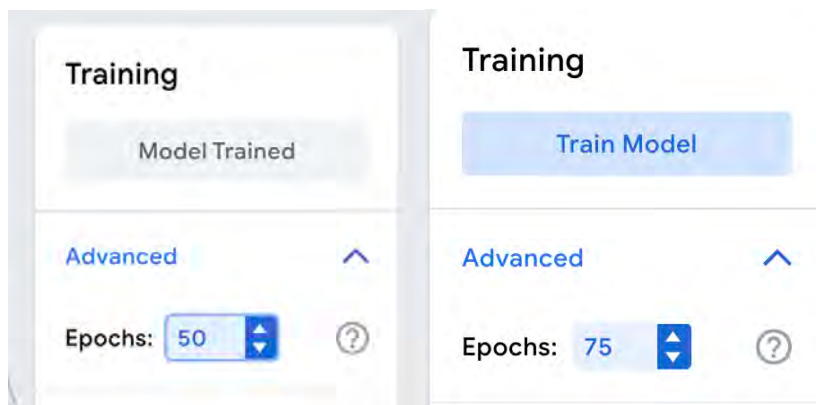 Training
Model Trained
Advanced
Epochs: 50
Training
Train Model
Advanced
Epochs: 75